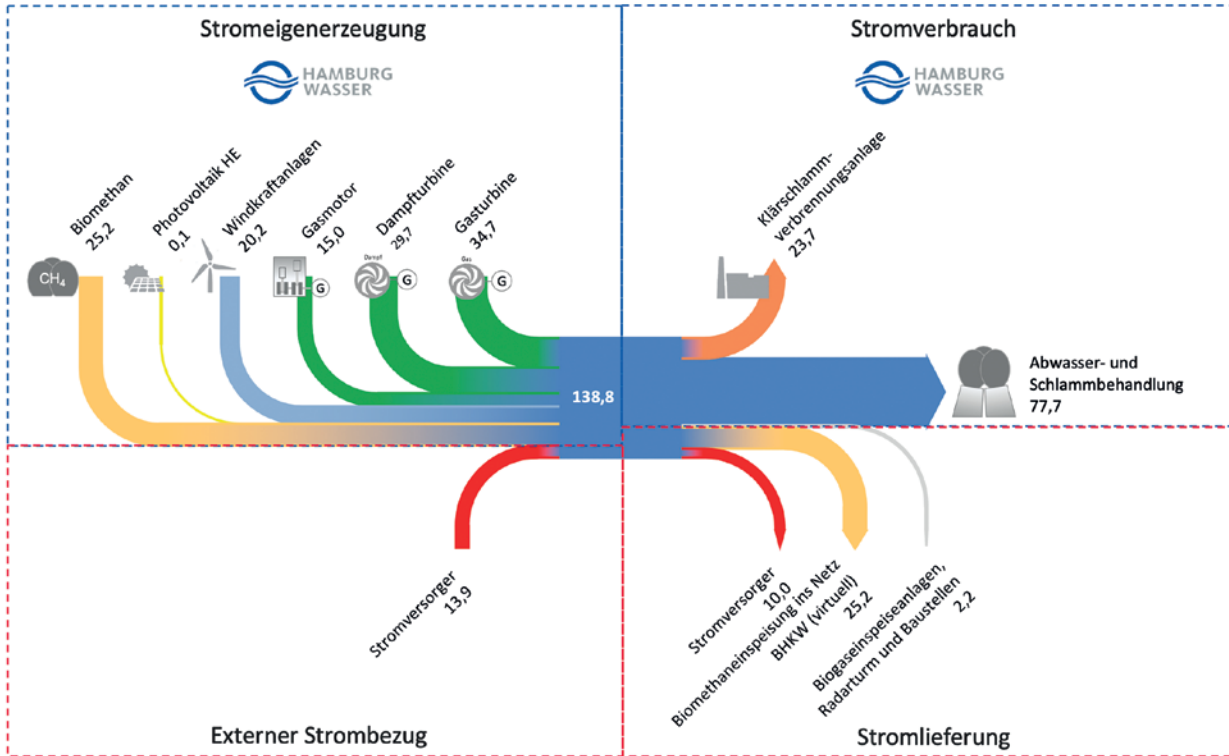 Stromeigenerzeugung
HAMBURG
WASSER
Stromverbrauch
HAMBURG
WASSER
Biomethan
25,2
CH4
Photovoltaik HE
0,1
Windkraftanlagen
20,2
Gasmotor
15,0
G
Dampfturbine
29,7
Dampf
G
Gasturbine
34,7
Gas
G
Klärschlamm-
verbrennungsanlage
23,7
138,8
Abwasser- und
Schlammbehandlung
77,7
Stromversorger
13,9
Stromversorger
10,0
Biomethaneinspeisung ins Netz
BHKW (virtuell)
25,2
Biogaseinspeiseanlagen,
Radarturm und Baustellen
2,2
Externer Strombezug
Stromlieferung